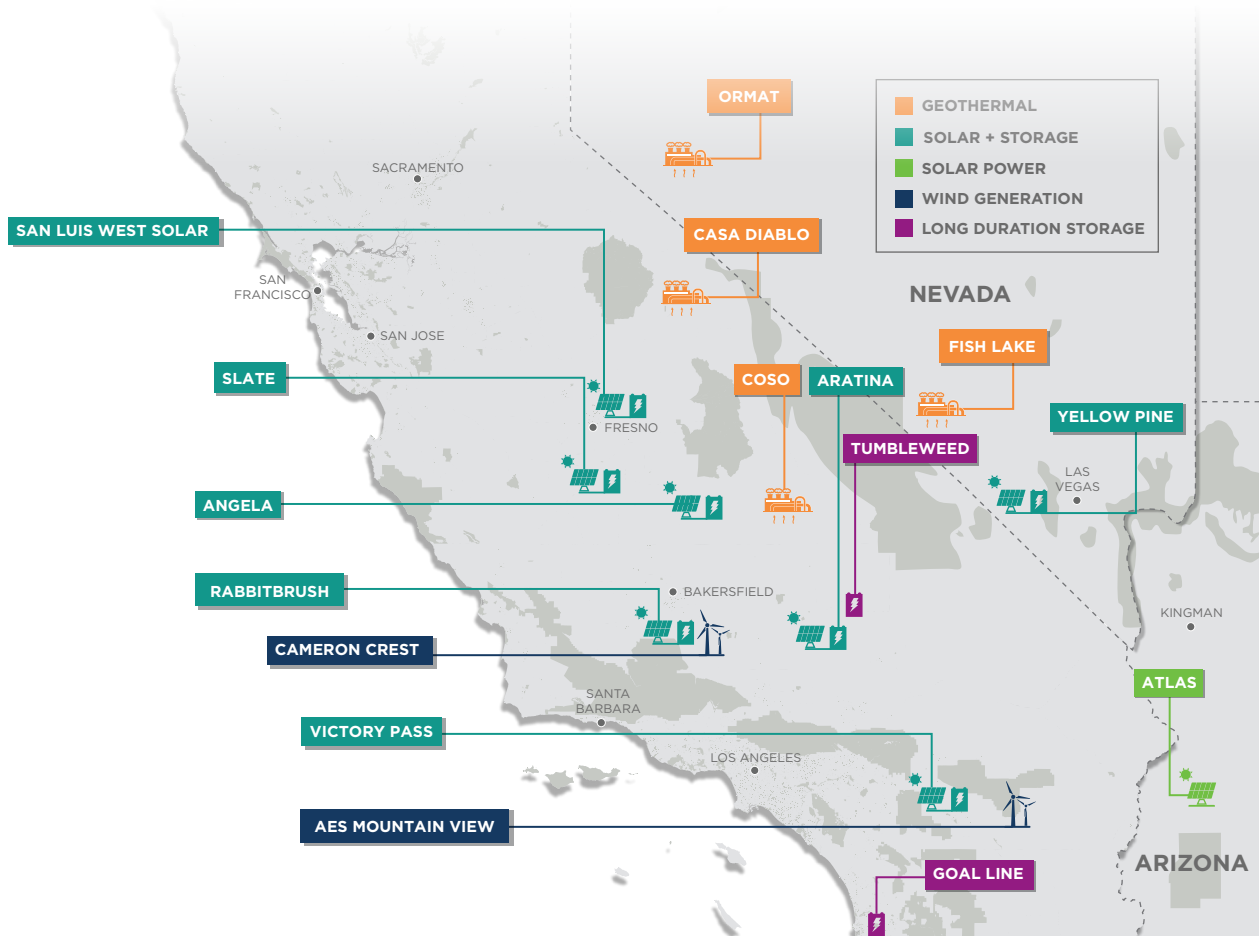 ORMAT
GEOTHERMAL
SOLAR + STORAGE
SOLAR POWER
WIND GENERATION
LONG DURATION STORAGE
SACRAMENTO
SAN LUIS WEST SOLAR
CASA DIABLO
SAN
FRANCISCO
NEVADA
SAN JOSE
FISH LAKE
SLATE
COSO
ARATINA
YELLOW PINE
FRESNO
TUMBLEWEED
LAS
VEGAS
ANGELA
RABBITBRUSH
BAKERSFIELD
KINGMAN
CAMERON CREST
ATLAS
SANTA
BARBARA
VICTORY PASS
LOS ANGELES
AES MOUNTAIN VIEW
ARIZONA
GOAL LINE